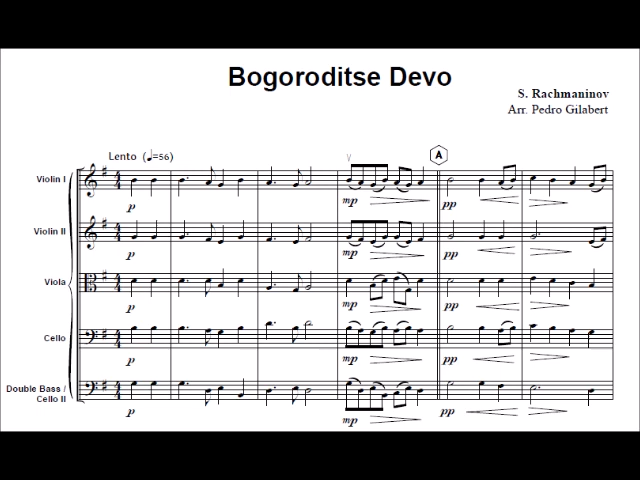 Bogoroditse Devo
S. Rachmaninov
Arr. Pedro Gilabert
Lento (♩=56)
A
Violin I
p
mp
pp
Violin II
p
mp
pp
Viola
p
mp
pp
Cello
p
mp
pp
Double Bass /
Cello II
p
mp
pp